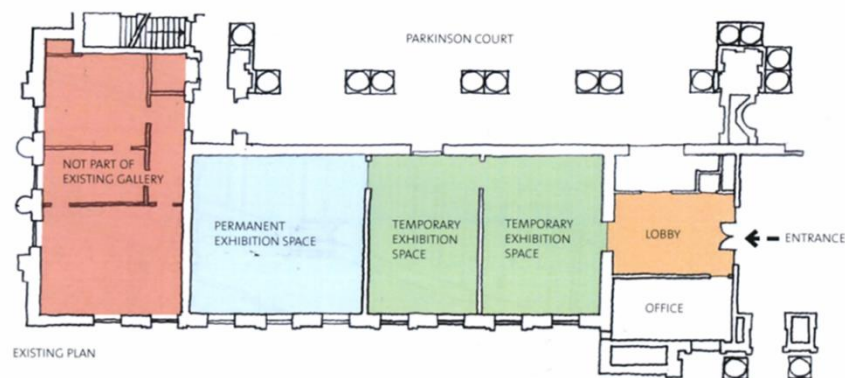 PARKINSON COURT
NOT PART OF
EXISTING GALLERY
PERMANENT
EXHIBITION SPACE
TEMPORARY
EXHIBITION
SPACE
TEMPORARY
EXHIBITION
SPACE
LOBBY
ENTRANCE
OFFICE
EXISTING PLAN